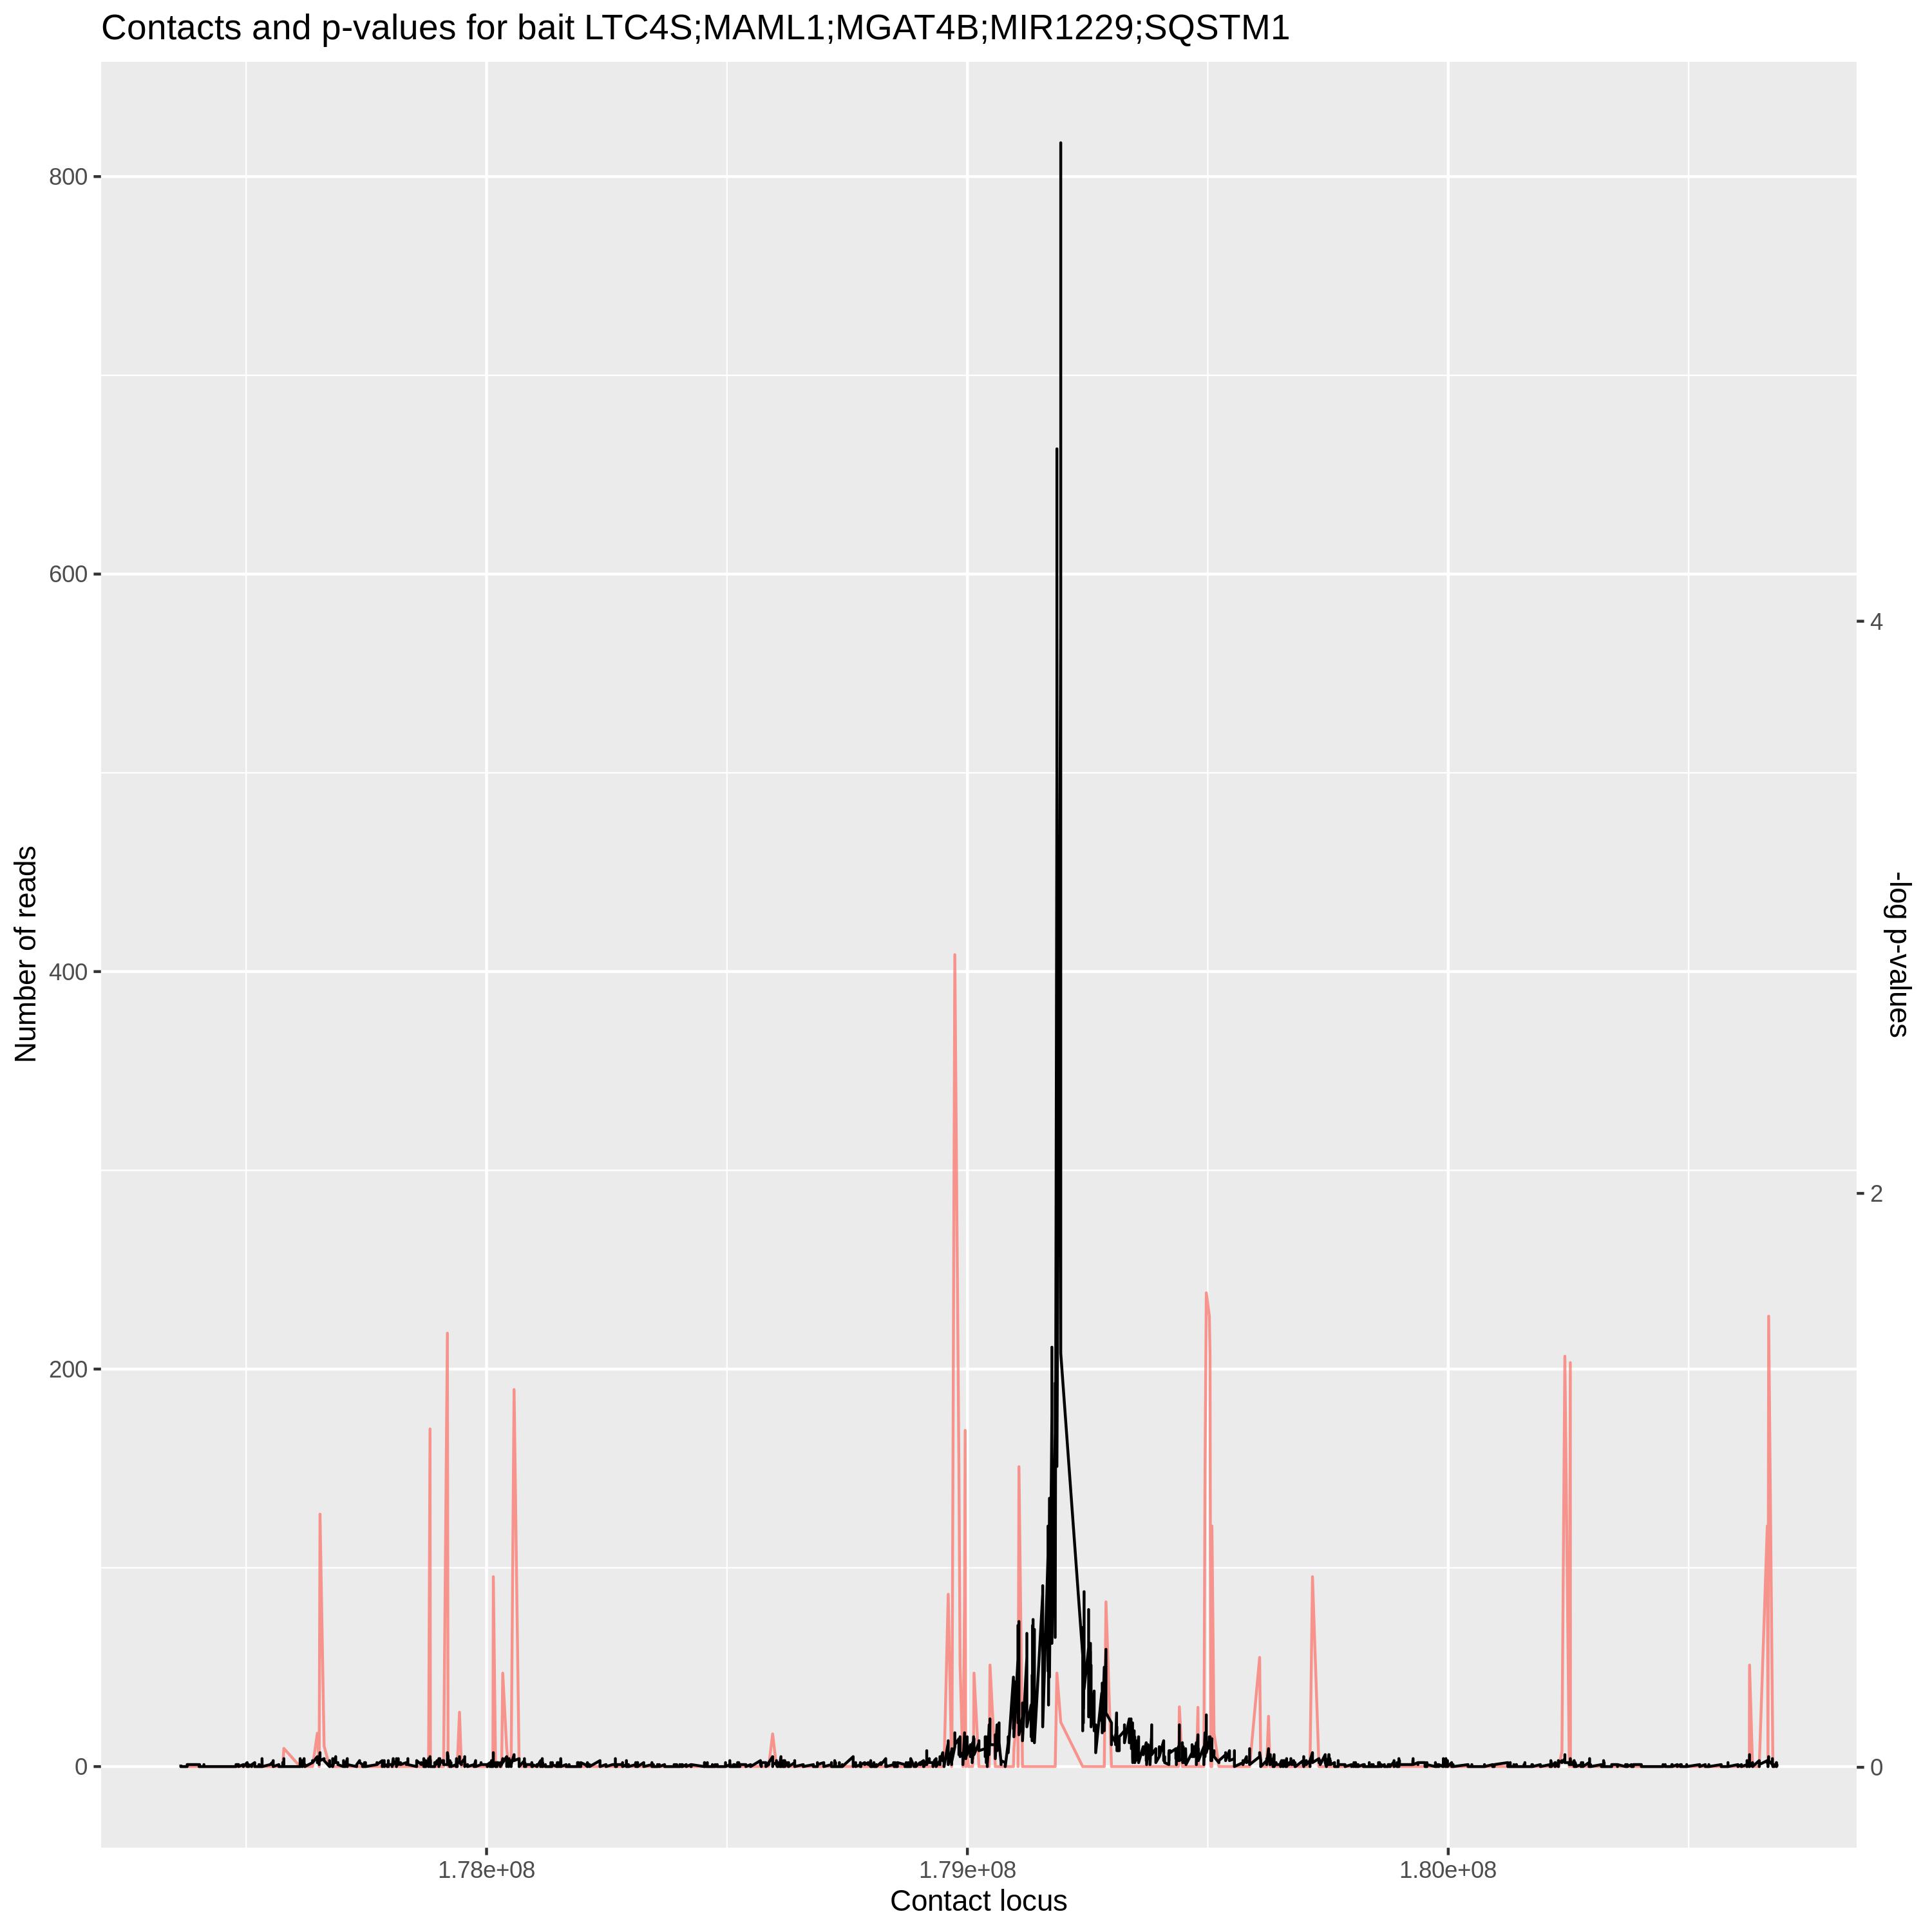 Contacts and p-values for bait LTC4S;MAML1;MGAT4B;MIR1229;SQSTM1
800
600
400
200
0
Number of reads
4
2
0
-log p-values
1.78e+08
1.79e+08
1.80e+08
Contact locus